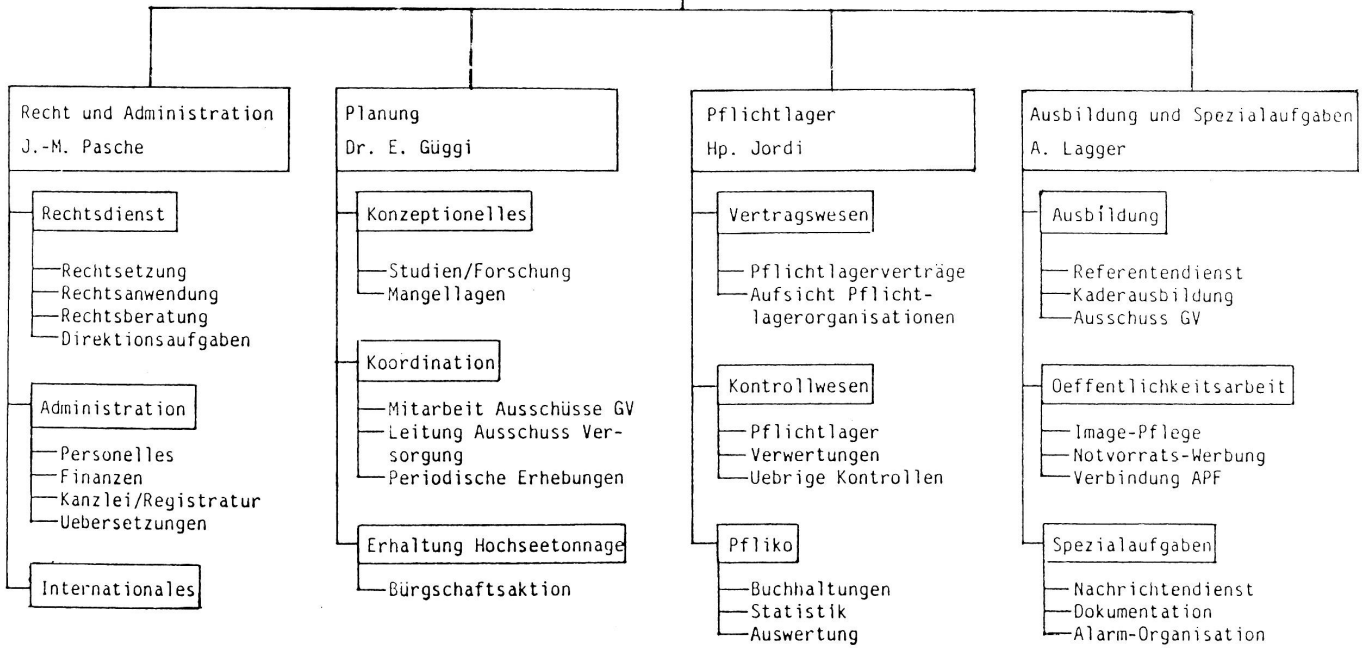 Recht und Administration
J.-M. Pasche
Rechtsdienst
Rechtsetzung
Rechtsanwendung
Rechtsberatung
Direktionsaufgaben
Administration
Personelles
Finanzen
Kanzlei/Registratur
Uebersetzungen
Internationales
Planung
Dr. E. Güggi
Konzeptionelles
Studien/Forschung
Mangellagen
Koordination
Mitarbeit Ausschüsse GV
Leitung Ausschuss Ver-
sorgung
Periodische Erhebungen
Erhaltung Hochseetonnage
Bürgschaftsaktion
Pflichtlager
Hp. Jordi
Vertragswesen
Pflichtlagerverträge
Aufsicht Pflicht-
lagerorganisationen
Kontrollwesen
Pflichtlager
Verwertungen
Uebrige Kontrollen
Pfliko
Buchhaltungen
Statistik
Auswertung
Ausbildung und Spezialaufgaben
A. Lagger
Ausbildung
Referentendienst
Kaderausbildung
Ausschuss GV
Oeffentlichkeitsarbeit
Image-Pflege
Notvorrats-Werbung
Verbindung APF
Spezialaufgaben
Nachrichtendienst
Dokumentation
Alarm-Organisation